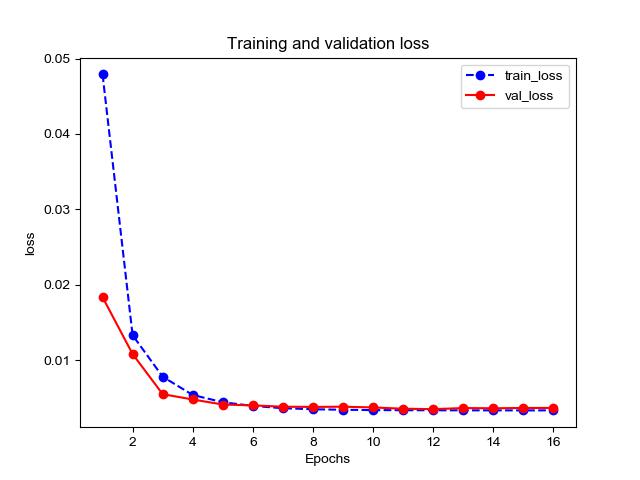 Training and validation loss
train_loss
val_loss
0.05
0.04
0.03
0.02
0.01
loss
2 4 6 8 10 12 14 16
Epochs